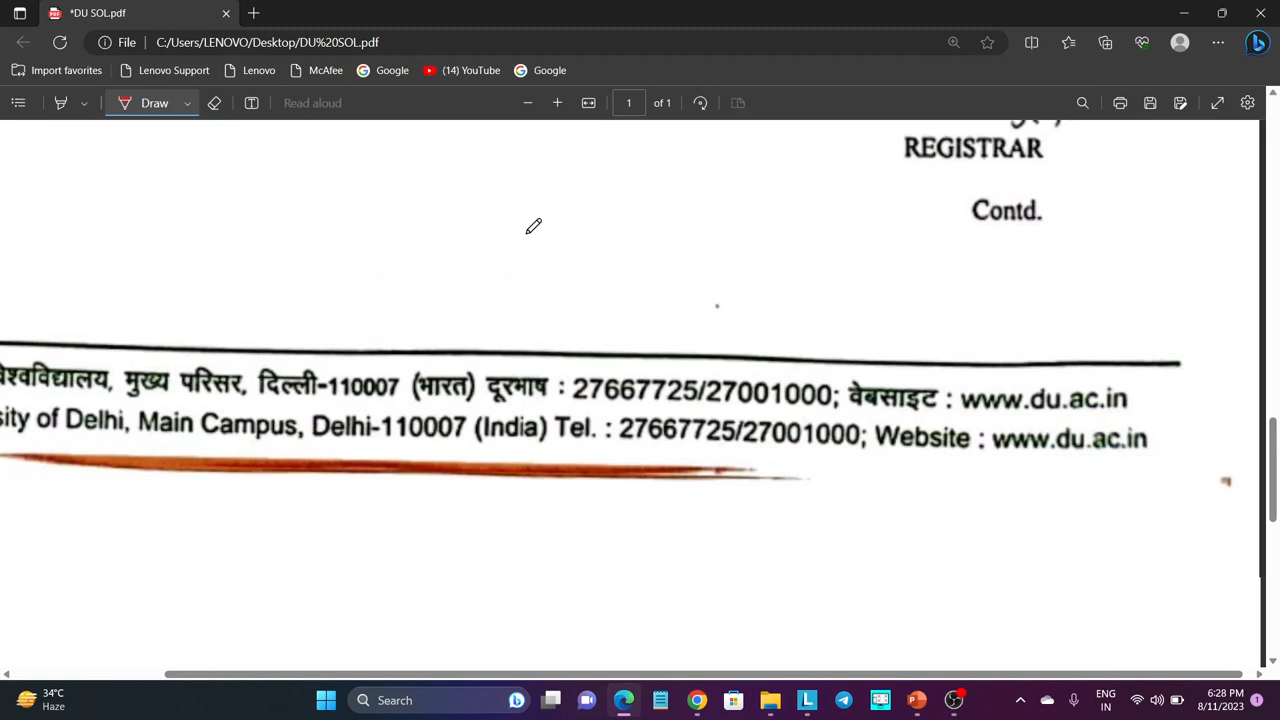 *DU SOL.pdf
File C:/Users/LENOVO/Desktop/DU%20SOL.pdf
Import favorites Lenovo Support Lenovo McAfee Google (14) YouTube Google
Draw Read aloud 1 of 1
REGISTRAR
Contd.
विश्वविद्यालय, मुख्य परिसर, दिल्ली-110007 (भारत) दूरभाष : 27667725/27001000; वेबसाइट : www.du.ac.in
sity of Delhi, Main Campus, Delhi-110007 (India) Tel. : 27667725/27001000; Website : www.du.ac.in
34°C
Haze
Search
ENG
IN
6:28 PM
8/11/2023
1